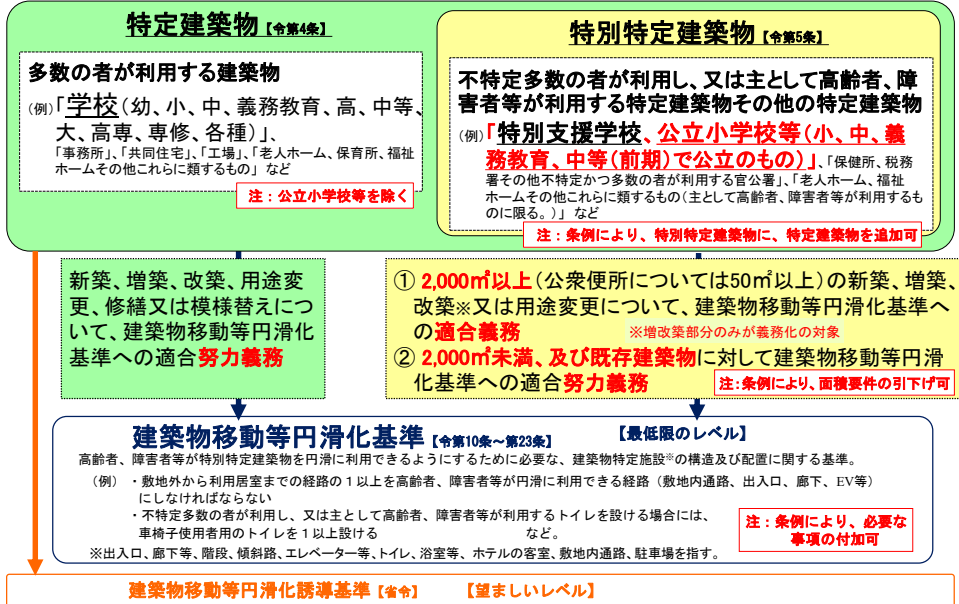 特定建築物【令第4条】
多数の者が利用する建築物
(例)「学校(幼、小、中、義務教育、高、中等、
大、高専、専修、各種)」、
「事務所」、「共同住宅」、「工場」、「老人ホーム、保育所、福祉
ホームその他これらに類するもの」 など
注：公立小学校等を除く
特別特定建築物【令第5条】
不特定多数の者が利用し、又は主として高齢者、障
害者等が利用する特定建築物その他の特定建築物
(例)「特別支援学校、公立小学校等(小、中、義
務教育、中等(前期)で公立のもの)」、「保健所、税務
署その他不特定かつ多数の者が利用する官公署」、「老人ホーム、福祉
ホームその他これらに類するもの(主として高齢者、障害者等が利用するも
のに限る。)」 など
注：条例により、特別特定建築物に、特定建築物を追加可
新築、増築、改築、用途変
更、修繕又は模様替えにつ
いて、建築物移動等円滑化
基準への適合努力義務
① 2,000㎡以上(公衆便所については50㎡以上)の新築、増築、
改築※又は用途変更について、建築物移動等円滑化基準へ
の適合義務 ※増改築部分のみが義務化の対象
② 2,000㎡未満、及び既存建築物に対して建築物移動等円滑
化基準への適合努力義務 注：条例により、面積要件の引下げ可
建築物移動等円滑化基準【令第10条～第23条】 【最低限のレベル】
高齢者、障害者等が特別特定建築物を円滑に利用できるようにするために必要な、建築物特定施設※の構造及び配置に関する基準。
（例） ・敷地外から利用居室までの経路の１以上を高齢者、障害者等が円滑に利用できる経路（敷地内通路、出入口、廊下、EV等）
にしなければならない
・不特定多数の者が利用し、又は主として高齢者、障害者等が利用するトイレを設ける場合には、
車椅子使用者用のトイレを１以上設ける など。
注：条例により、必要な
事項の付加可
※出入口、廊下等、階段、傾斜路、エレベーター等、トイレ、浴室等、ホテルの客室、敷地内通路、駐車場を指す。
建築物移動等円滑化誘導基準【省令】 【望ましいレベル】